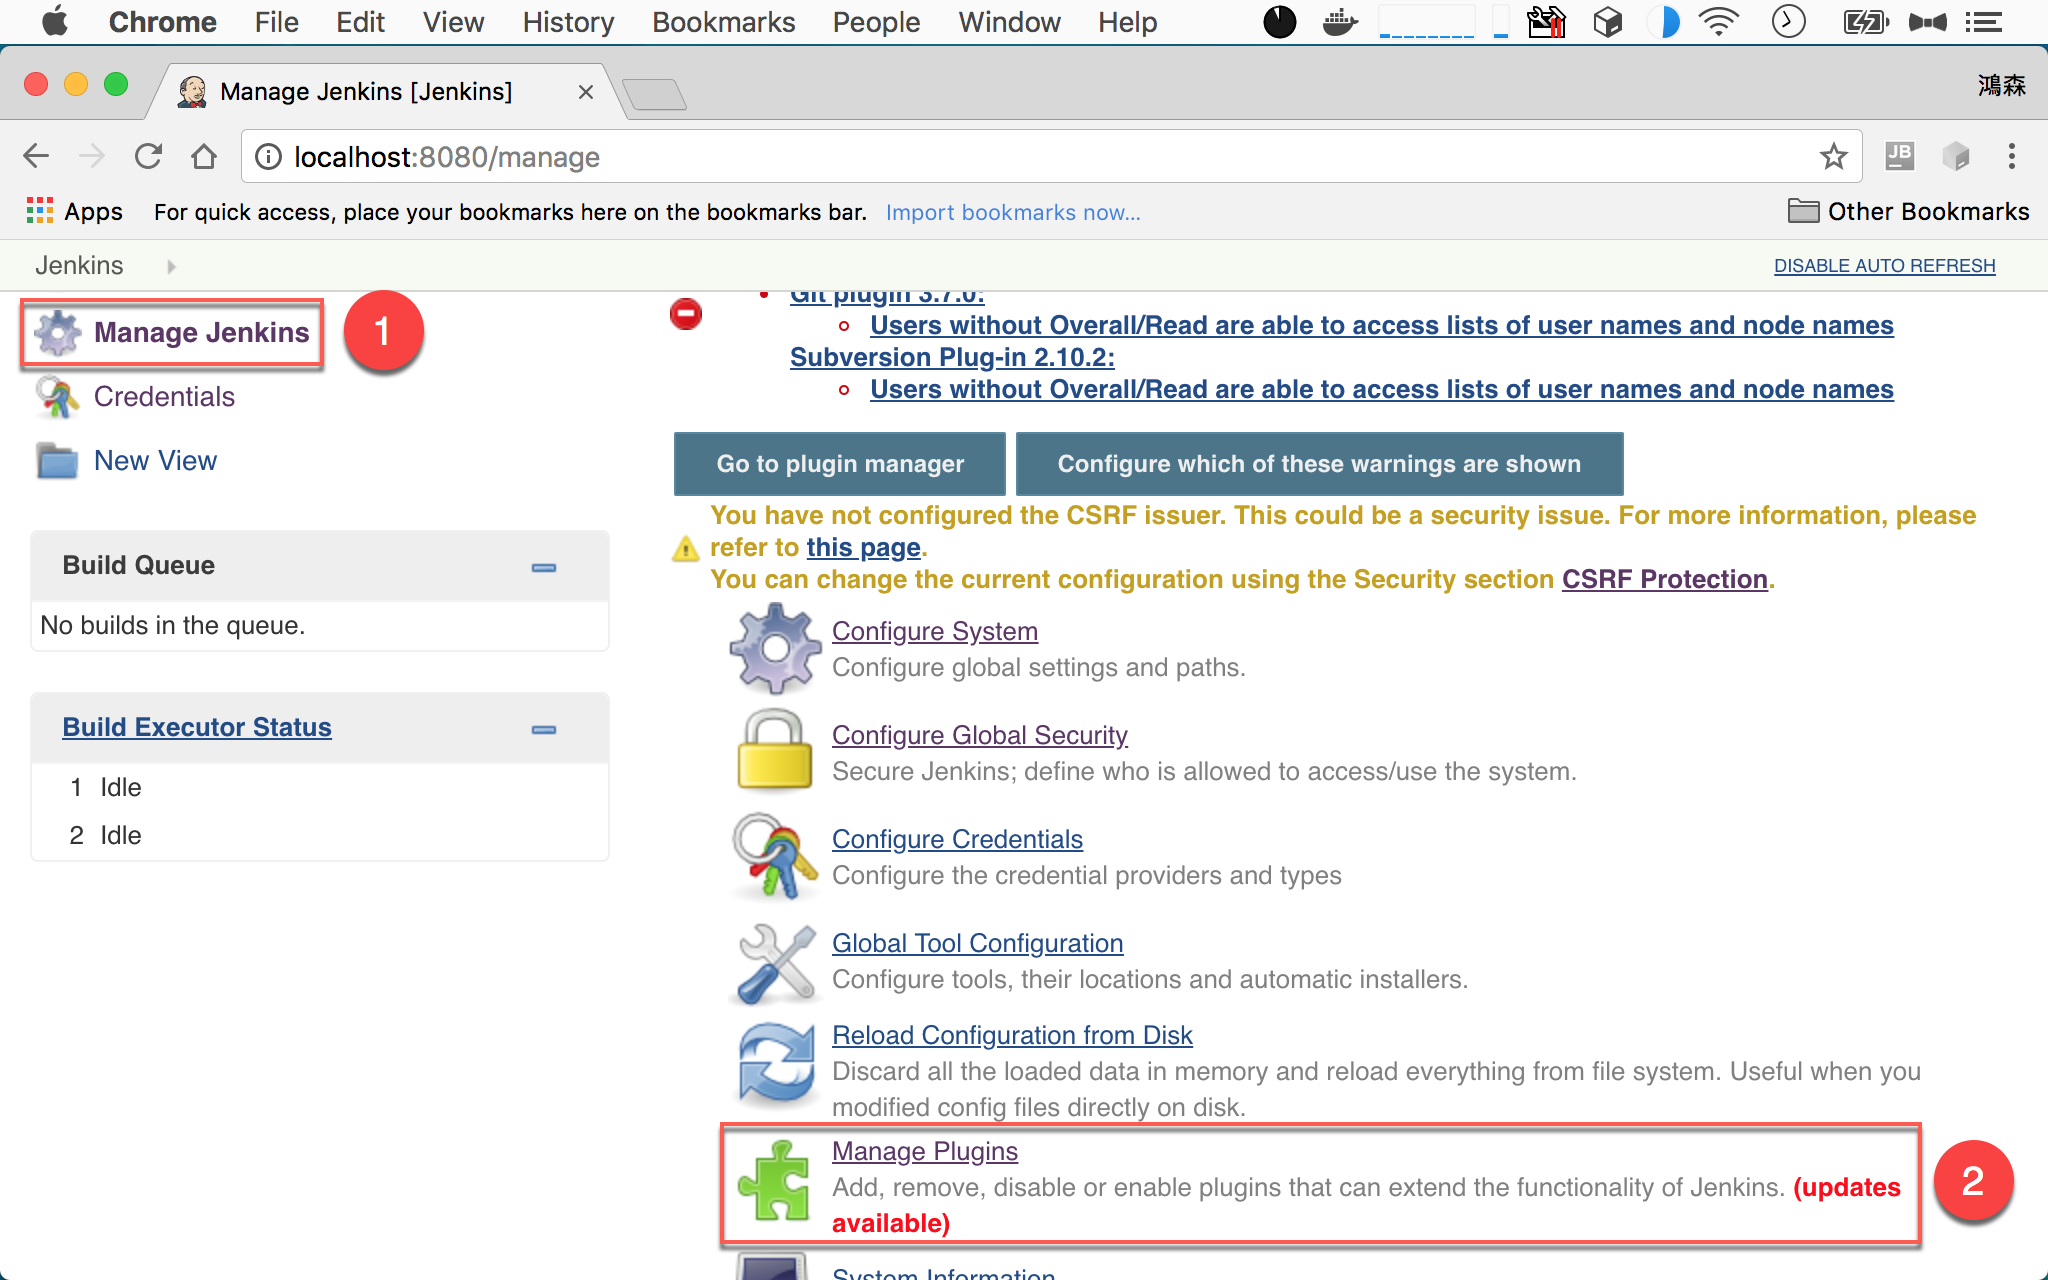 Chrome File Edit View History Bookmarks People Window Help
Manage Jenkins [Jenkins]
鴻森
localhost:8080/manage
JB
Apps For quick access, place your bookmarks here on the bookmarks bar. Import bookmarks now... Other Bookmarks
Jenkins DISABLE AUTO REFRESH
Manage Jenkins
1
Credentials
New View
Build Queue
No builds in the queue.
Build Executor Status
1 Idle
2 Idle
Git plugin 3.7.0:
Users without Overall/Read are able to access lists of user names and node names
Subversion Plug-in 2.10.2:
Users without Overall/Read are able to access lists of user names and node names
Go to plugin manager Configure which of these warnings are shown
You have not configured the CSRF issuer. This could be a security issue. For more information, please
refer to this page.
You can change the current configuration using the Security section CSRF Protection.
Configure System
Configure global settings and paths.
Configure Global Security
Secure Jenkins; define who is allowed to access/use the system.
Configure Credentials
Configure the credential providers and types
Global Tool Configuration
Configure tools, their locations and automatic installers.
Reload Configuration from Disk
Discard all the loaded data in memory and reload everything from file system. Useful when you
modified config files directly on disk.
Manage Plugins
Add, remove, disable or enable plugins that can extend the functionality of Jenkins. (updates
available)
2
System Information